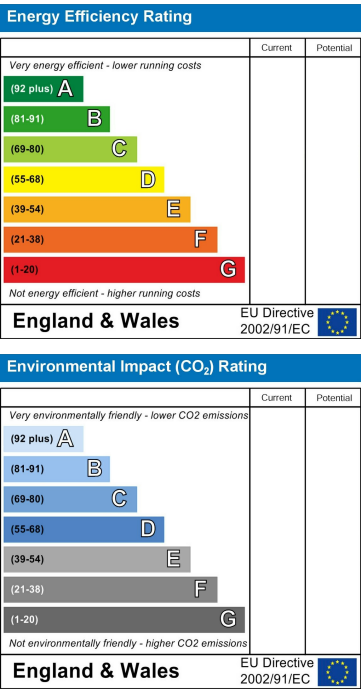 Energy Efficiency Rating
Current Potential
Very energy efficient - lower running costs
(92 plus) A
(81-91) B
(69-80) C
(55-68) D
(39-54) E
(21-38) F
(1-20) G
Not energy efficient - higher running costs
England & Wales
EU Directive
2002/91/EC
Environmental Impact (CO₂) Rating
Current Potential
Very environmentally friendly - lower CO2 emissions
(92 plus) A
(81-91) B
(69-80) C
(55-68) D
(39-54) E
(21-38) F
(1-20) G
Not environmentally friendly - higher CO2 emissions
England & Wales
EU Directive
2002/91/EC